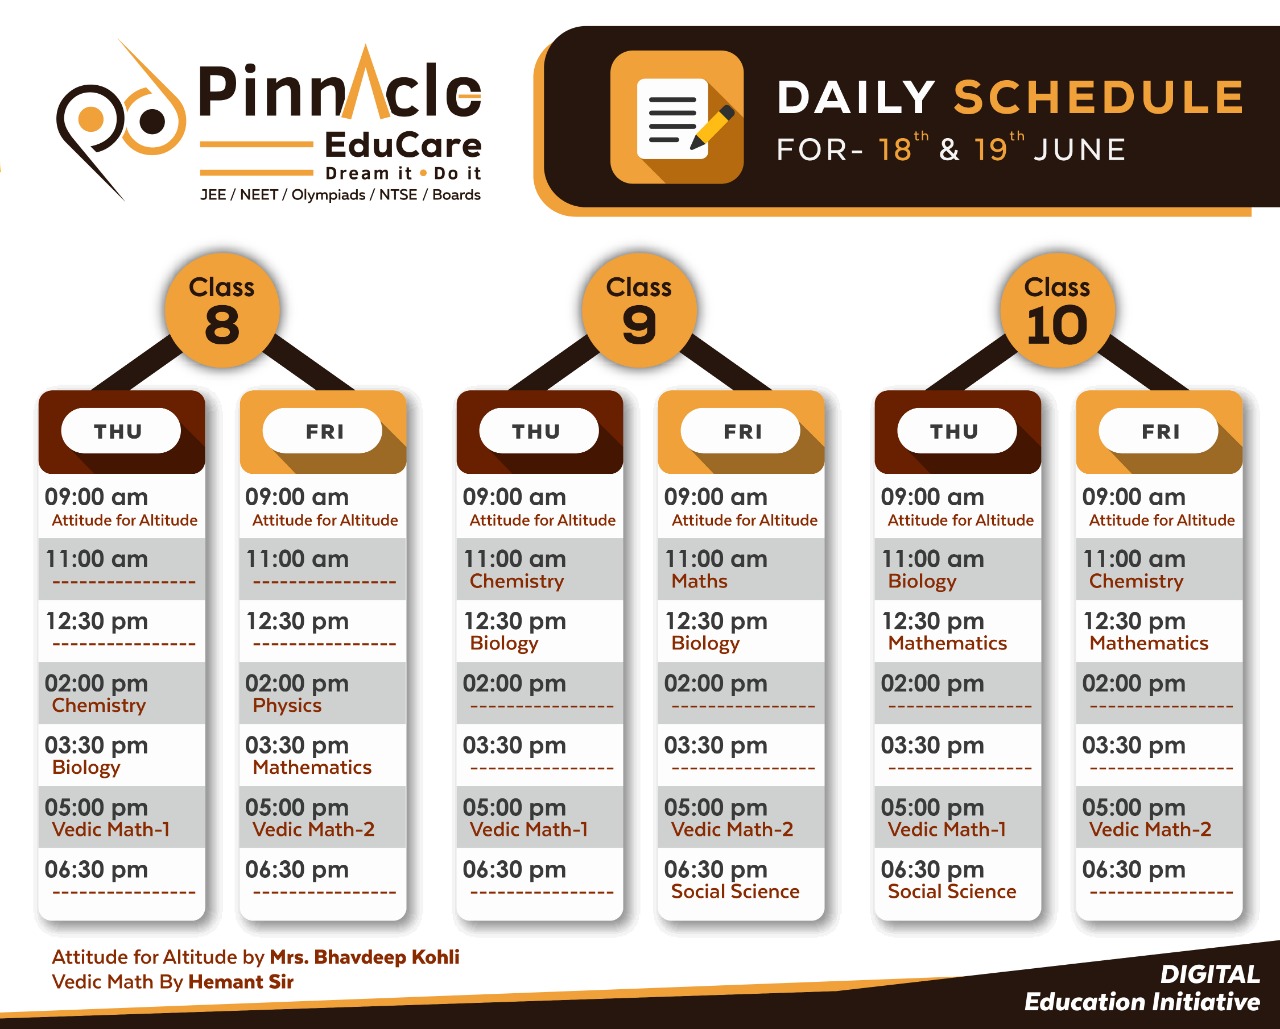 PinnAcle
EduCare
Dream it • Do it
JEE / NEET / Olympiads / NTSE / Boards
DAILY SCHEDULE
FOR- 18th & 19th JUNE
Class
8
THU
09:00 am
Attitude for Altitude
11:00 am
---------------
12:30 pm
---------------
02:00 pm
Chemistry
03:30 pm
Biology
05:00 pm
Vedic Math-1
06:30 pm
---------------
FRI
09:00 am
Attitude for Altitude
11:00 am
---------------
12:30 pm
---------------
02:00 pm
Physics
03:30 pm
Mathematics
05:00 pm
Vedic Math-2
06:30 pm
---------------
Class
9
THU
09:00 am
Attitude for Altitude
11:00 am
Chemistry
12:30 pm
Biology
02:00 pm
---------------
03:30 pm
---------------
05:00 pm
Vedic Math-1
06:30 pm
---------------
FRI
09:00 am
Attitude for Altitude
11:00 am
Maths
12:30 pm
Biology
02:00 pm
---------------
03:30 pm
---------------
05:00 pm
Vedic Math-2
06:30 pm
Social Science
Class
10
THU
09:00 am
Attitude for Altitude
11:00 am
Biology
12:30 pm
Mathematics
02:00 pm
---------------
03:30 pm
---------------
05:00 pm
Vedic Math-1
06:30 pm
Social Science
FRI
09:00 am
Attitude for Altitude
11:00 am
Chemistry
12:30 pm
Mathematics
02:00 pm
---------------
03:30 pm
---------------
05:00 pm
Vedic Math-2
06:30 pm
---------------
Attitude for Altitude by Mrs. Bhavdeep Kohli
Vedic Math By Hemant Sir
DIGITAL
Education Initiative